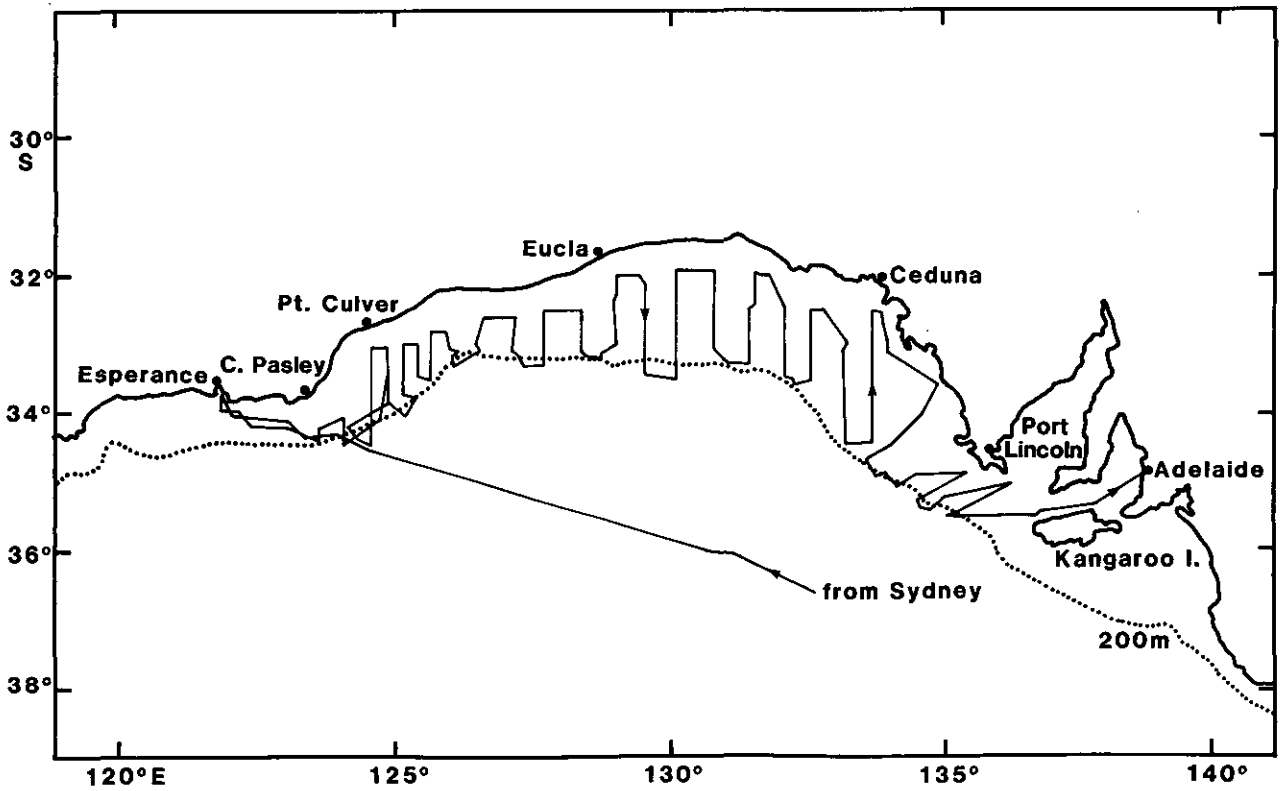 30°
S
Eucla
32°
Ceduna
Pt. Culver
C. Pasley
Esperance
34°
Port
Lincoln
Adelaide
36°
Kangaroo I.
from Sydney
200m
38°
120°E
125°
130°
135°
140°